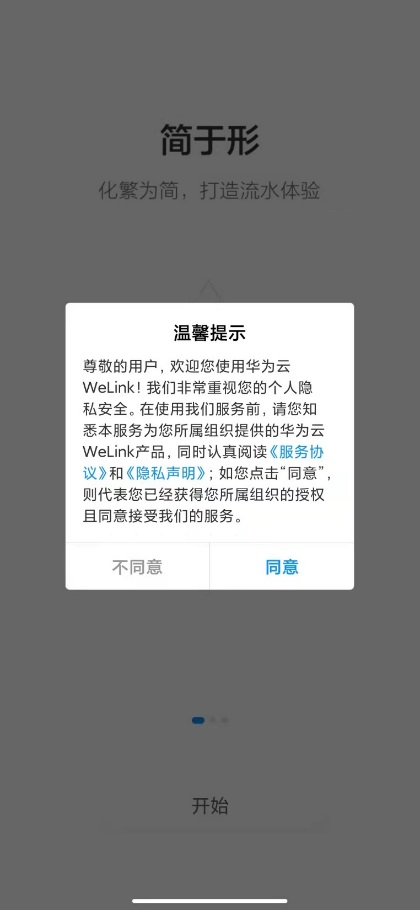 简于形
化繁为简，打造流水体验
温馨提示
尊敬的用户，欢迎您使用华为云
WeLink！我们非常重视您的个人隐
私安全。在使用我们服务前，请您知
悉本服务为您所属组织提供的华为云
WeLink产品，同时认真阅读《服务协
议》和《隐私声明》；如您点击“同意”，
则代表您已经获得您所属组织的授权
且同意接受我们的服务。
不同意
同意
开始